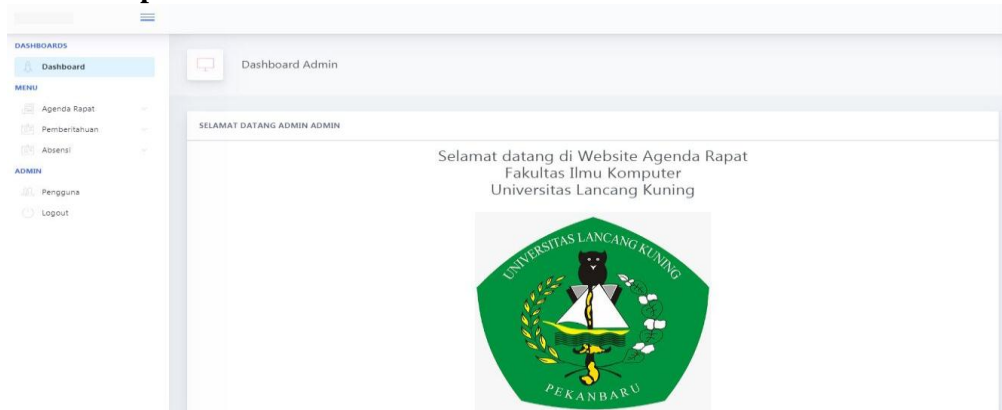 DASHBOARDS
Dashboard
MENU
Agenda Rapat
Pemberitahuan
Absensi
ADMIN
Pengguna
Logout
Dashboard Admin
SELAMAT DATANG ADMIN ADMIN
Selamat datang di Website Agenda Rapat
Fakultas Ilmu Komputer
Universitas Lancang Kuning
UNIVERSITAS LANCANG KUNING
PEKANBARU